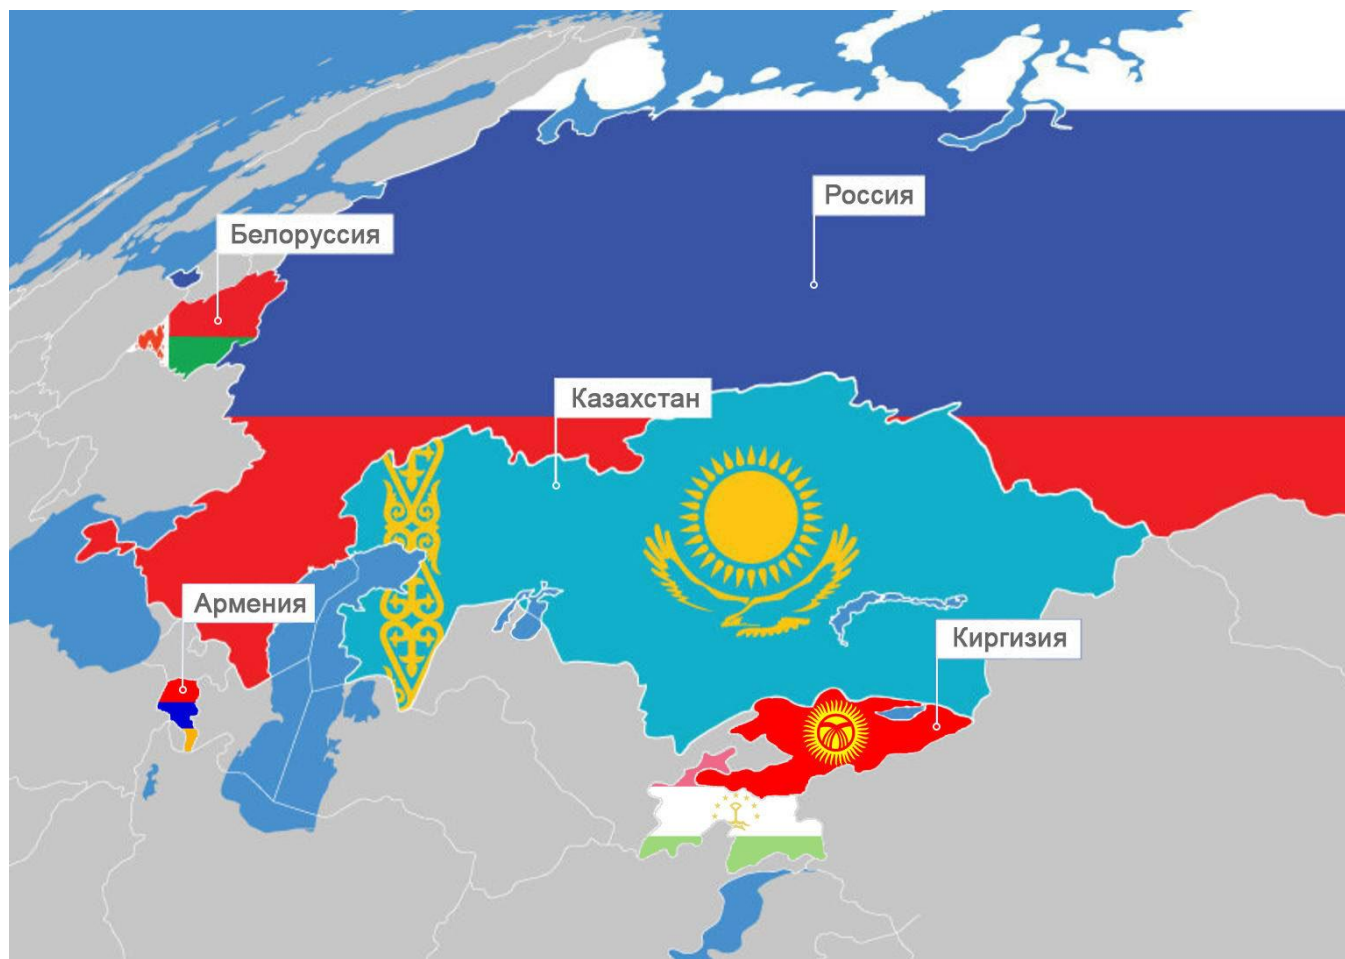 Россия
Белоруссия
Казахстан
Армения
Киргизия